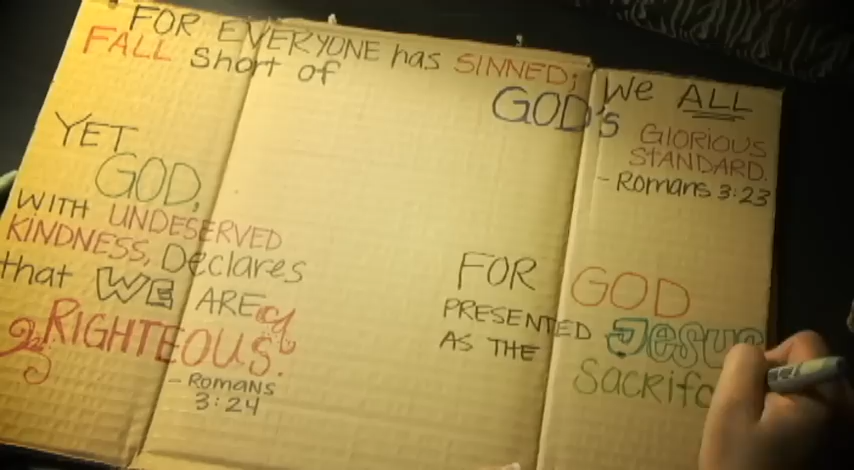 FOR EVERYONE has SINNED; We ALL
FALL Short of
GOD's
GLORIOUS
STANDARD.
- Romans 3:23
YET
GOD,
WITH UNDESERVED
KINDNESS, Declares
that WE ARE
RIGHTEOUS.
- Romans
3:24
FOR GOD
PRESENTED Jesus
AS THE
Sacrifc